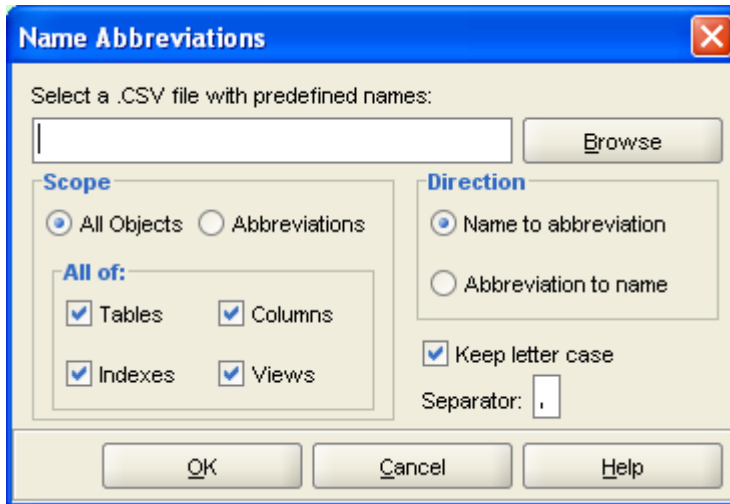 Name Abbreviations
Select a .CSV file with predefined names:
Browse
Scope
All Objects Abbreviations
All of:
Tables Columns
Indexes Views
Direction
Name to abbreviation
Abbreviation to name
Keep letter case
Separator: ,
OK Cancel Help